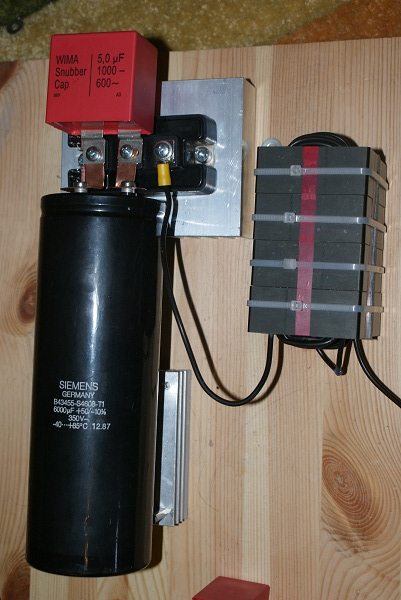 WIMA
Snubber
Cap
5,0 µF
1000 –
600~
SIEMENS
GERMANY
B43455-S4608-T1
6000µF +50/-10%
350V–
-40···+85°C 12.87